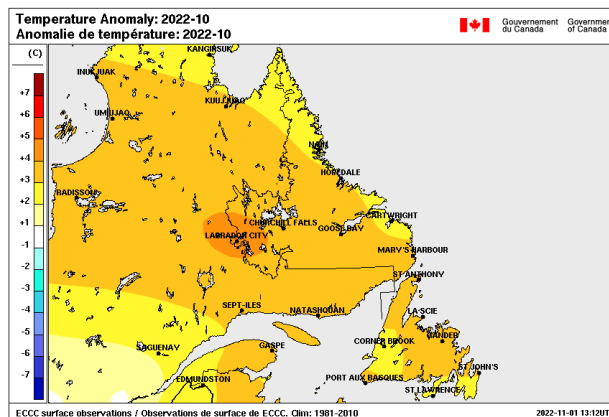 Temperature Anomaly: 2022-10
Anomalie de température: 2022-10
Gouvernement
du Canada
Governm
of Canada
(C)
+7
+6
+5
+4
+3
+2
+1
-1
-2
-3
-4
-5
-6
-7
KANGIRSUK
INUKJUAK
KUUJJUAQ
UMIUJAQ
NAIN
HOPEDALE
RADISSON
CARTWRIGHT
CHURCHILL FALLS
GOOSE BAY
LABRADOR CITY
MARY'S HARBOUR
ST ANTHONY
SEPT-ILES
NATASHQUAN
LA SCIE
GANDER
SAGUENAY
GASPE
CORNER BROOK
EDMUNDSTON
PORT AUX BASQUES
ST JOHN'S
ST LAWRENCE
ECCC surface observations / Observations de surface de ECCC. Clim: 1981-2010
2022-11-01